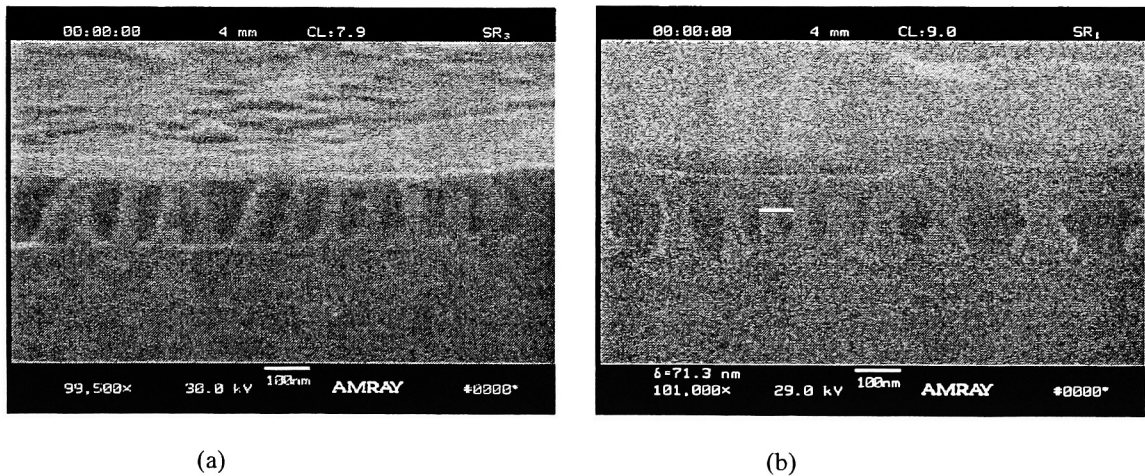 00:00:00 4 mm CL:7.9 SR₃
100nm
99,500× 30.0 kV AMRAY #0000*
00:00:00 4 mm CL:9.0 SR₁
δ=71.3 nm
100nm
101,000× 29.0 kV AMRAY #0000*
(a) (b)